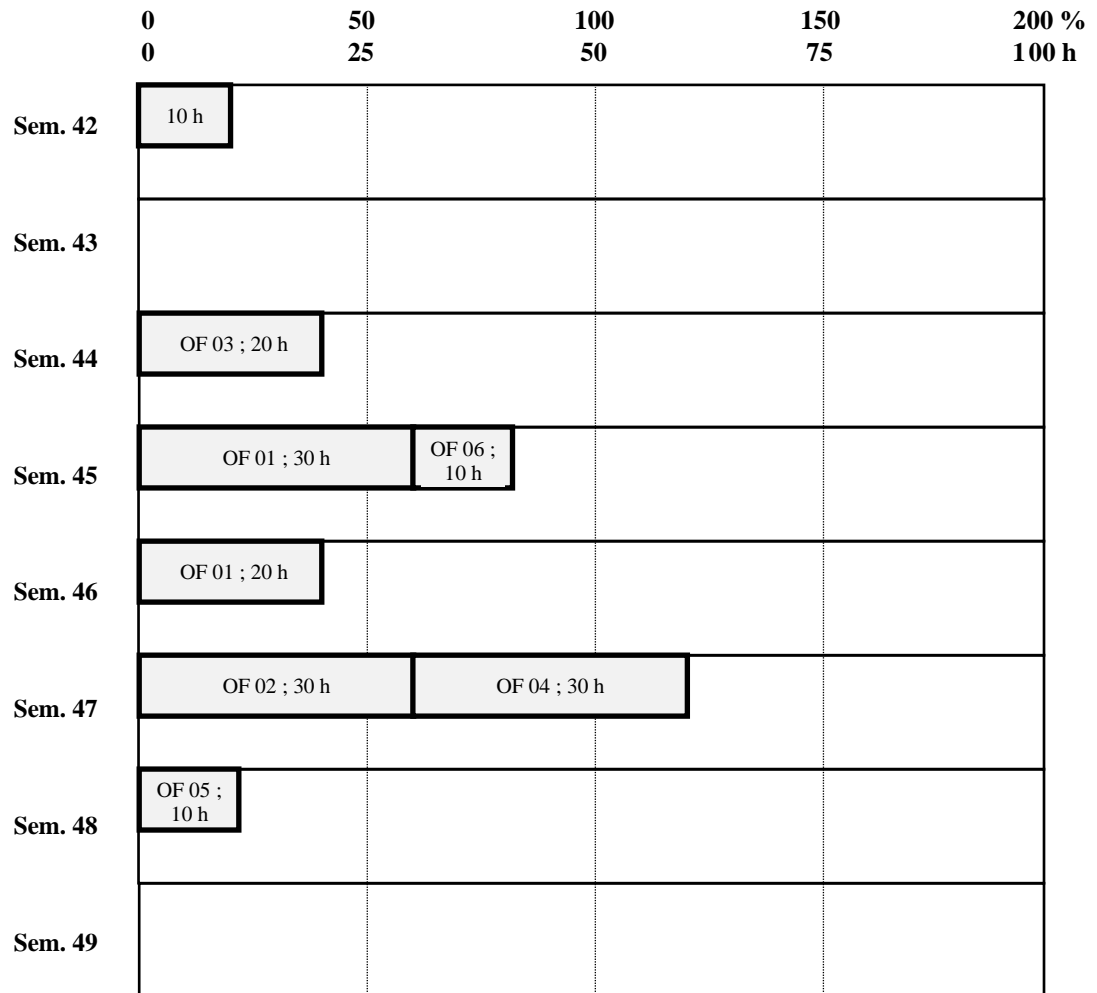 0 50 100 150 200 %
0 25 50 75 100 h
Sem. 42
10 h
Sem. 43
Sem. 44
OF 03 ; 20 h
Sem. 45
OF 01 ; 30 h
OF 06 ;
10 h
Sem. 46
OF 01 ; 20 h
Sem. 47
OF 02 ; 30 h
OF 04 ; 30 h
Sem. 48
OF 05 ;
10 h
Sem. 49